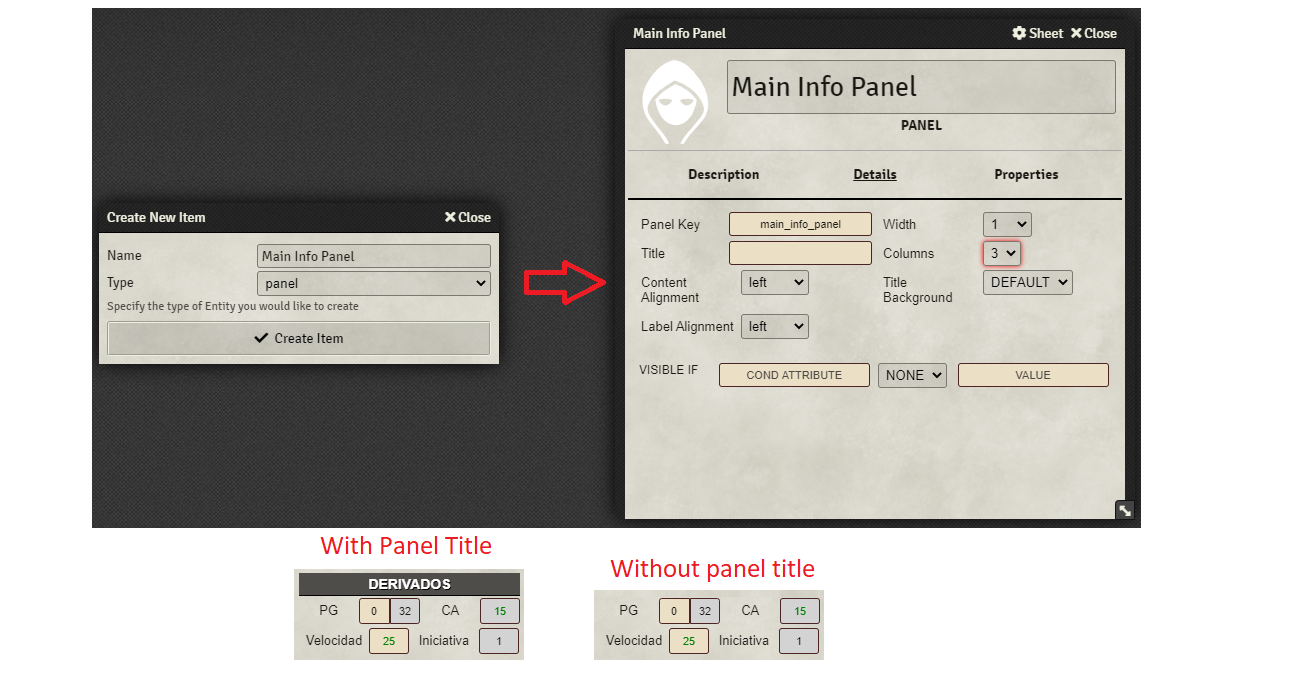 Create New Item
Close
Name
Main Info Panel
Type
panel
Specify the type of Entity you would like to create
Create Item
Main Info Panel
Sheet
Close
Main Info Panel
PANEL
Description
Details
Properties
Panel Key
main_info_panel
Width
1
Title
Columns
3
Content Alignment
left
Title Background
DEFAULT
Label Alignment
left
VISIBLE IF
COND ATTRIBUTE
NONE
VALUE
With Panel Title
DERIVADOS
PG
0
32
CA
15
Velocidad
25
Iniciativa
1
Without panel title
PG
0
32
CA
15
Velocidad
25
Iniciativa
1